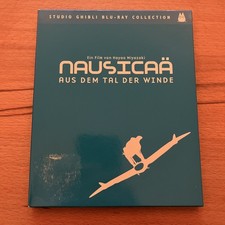 STUDIO GHIBLI BLU-RAY COLLECTION
Ein Film von Hayao Miyazaki
NAUSICAÄ
AUS DEM TAL DER WINDE